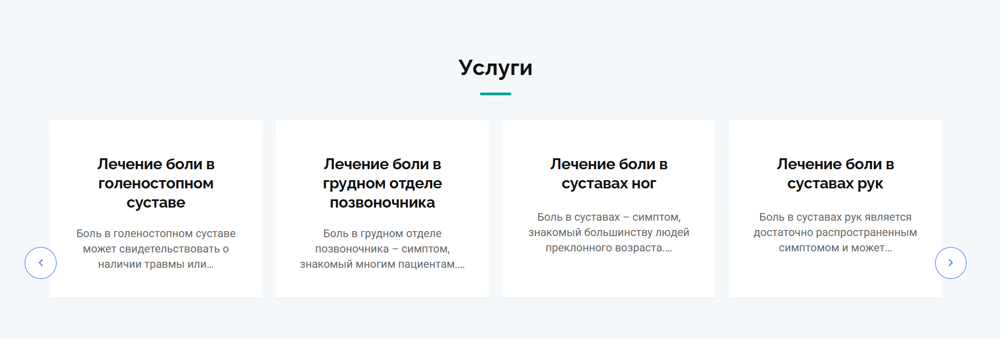 Услуги
Лечение боли в
голеностопном
суставе
Боль в голеностопном суставе
может свидетельствовать о
наличии травмы или...
Лечение боли в
грудном отделе
позвоночника
Боль в грудном отделе
позвоночника – симптом,
знакомый многим пациентам....
Лечение боли в
суставах ног
Боль в суставах – симптом,
знакомый большинству людей
преклонного возраста....
Лечение боли в
суставах рук
Боль в суставах рук является
достаточно распространенным
симптомом и может...